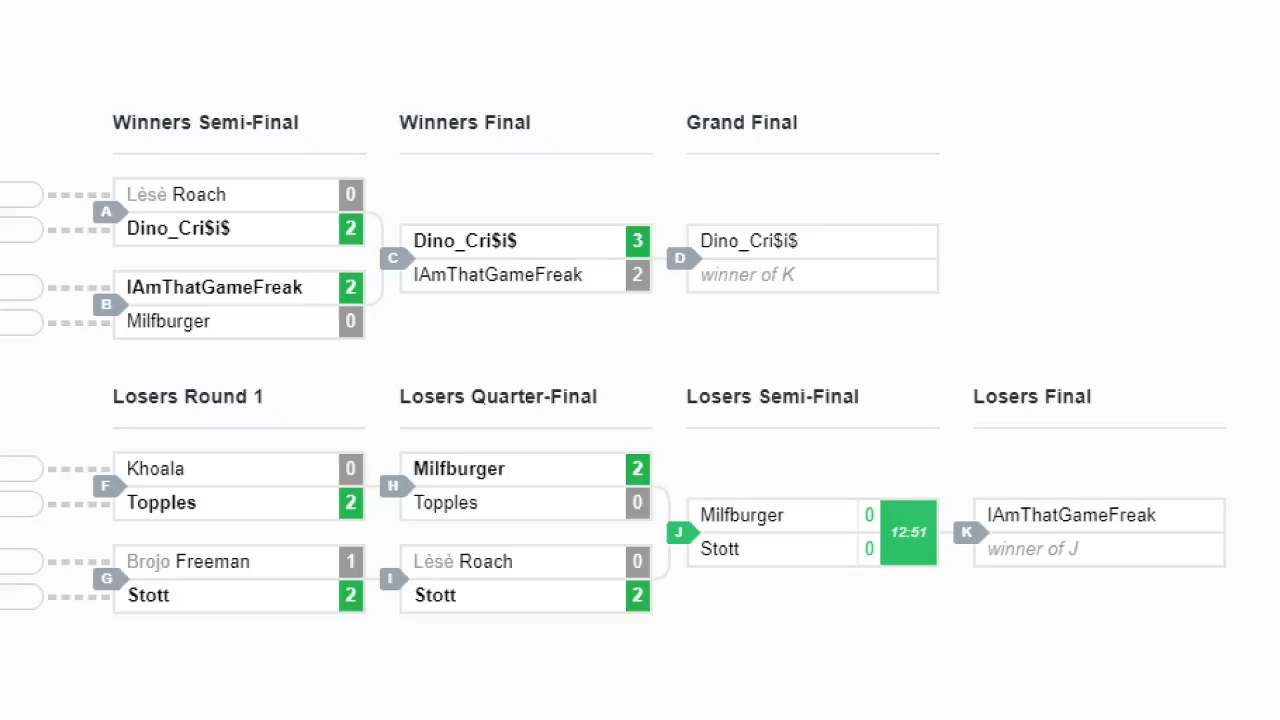 Winners Semi-Final
Winners Final
Grand Final
A
Lèsè Roach 0
Dino_Cri$i$ 2
B
IAmThatGameFreak 2
Milfburger 0
C
Dino_Cri$i$ 3
IAmThatGameFreak 2
D
Dino_Cri$i$
winner of K
Losers Round 1
Losers Quarter-Final
Losers Semi-Final
Losers Final
F
Khoala 0
Topples 2
G
Brojo Freeman 1
Stott 2
H
Milfburger 2
Topples 0
I
Lèsè Roach 0
Stott 2
J
Milfburger 0
Stott 0
12:51
K
IAmThatGameFreak
winner of J